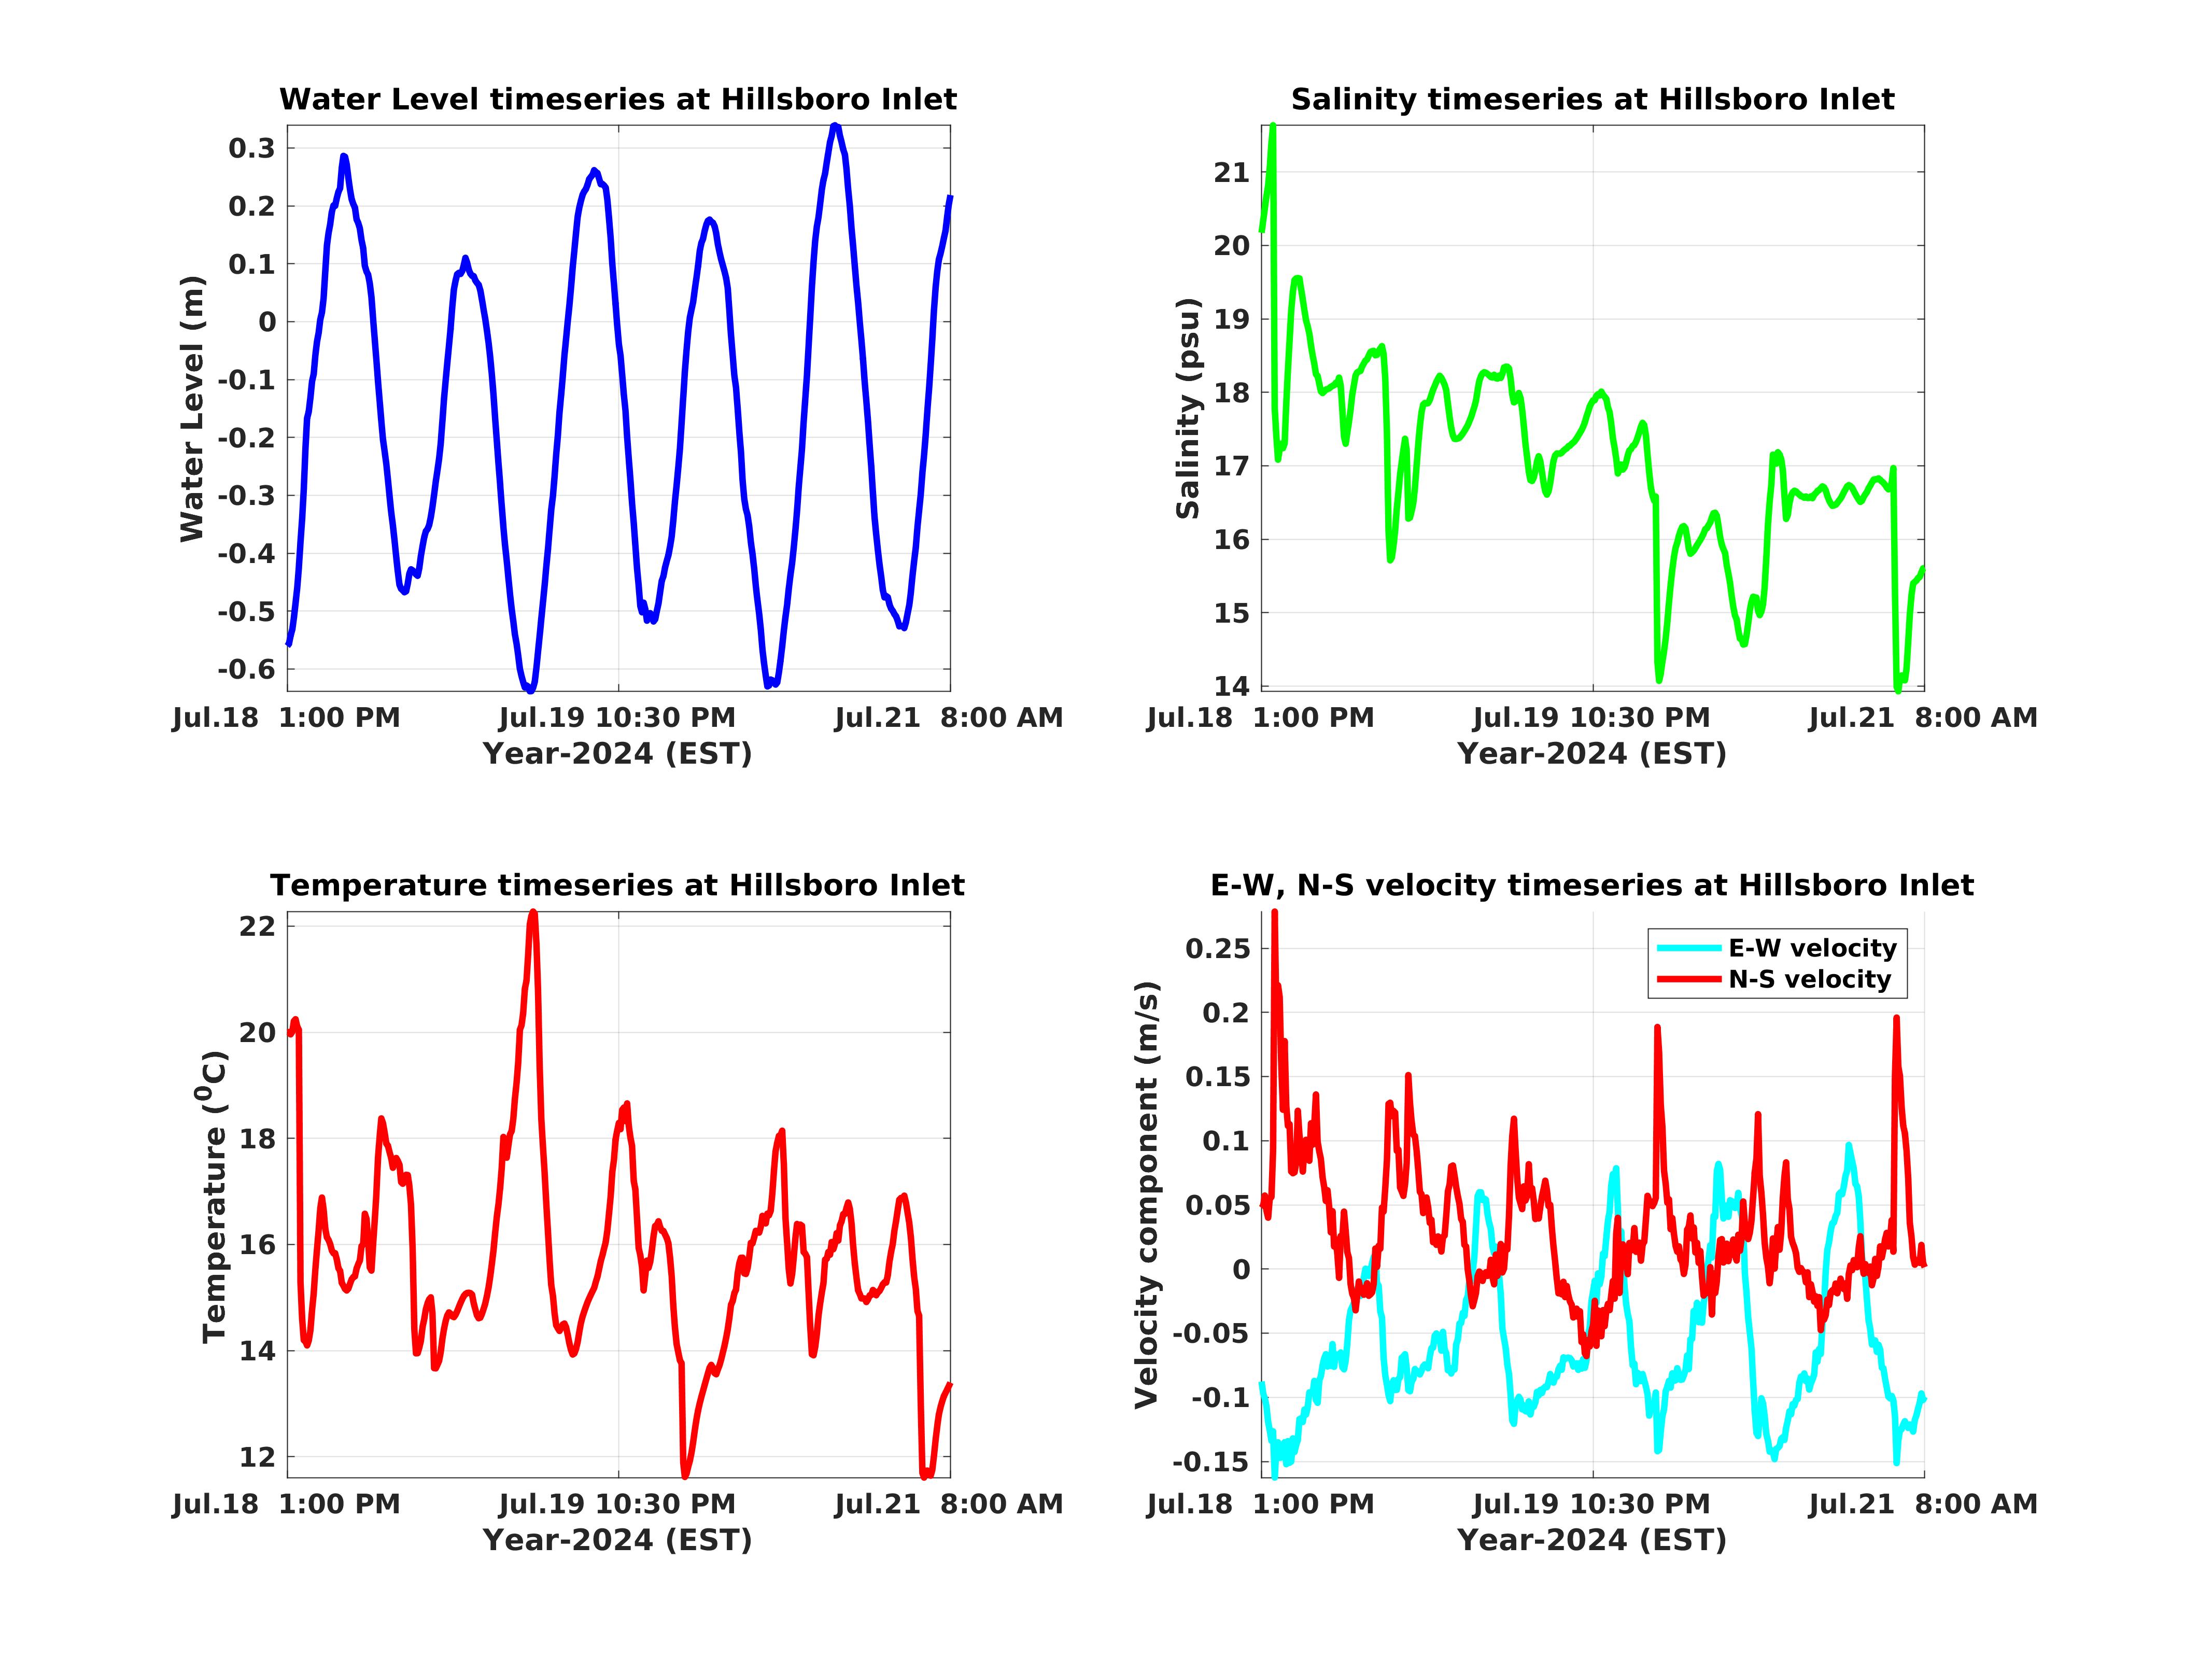 Water Level timeseries at Hillsboro Inlet
Water Level (m)
0.3
0.2
0.1
0
-0.1
-0.2
-0.3
-0.4
-0.5
-0.6
Jul.18 1:00 PM
Jul.19 10:30 PM
Jul.21 8:00 AM
Year-2024 (EST)
Salinity timeseries at Hillsboro Inlet
Salinity (psu)
21
20
19
18
17
16
15
14
Jul.18 1:00 PM
Jul.19 10:30 PM
Jul.21 8:00 AM
Year-2024 (EST)
Temperature timeseries at Hillsboro Inlet
Temperature (⁰C)
22
20
18
16
14
12
Jul.18 1:00 PM
Jul.19 10:30 PM
Jul.21 8:00 AM
Year-2024 (EST)
E-W, N-S velocity timeseries at Hillsboro Inlet
Velocity component (m/s)
0.25
0.2
0.15
0.1
0.05
0
-0.05
-0.1
-0.15
E-W velocity
N-S velocity
Jul.18 1:00 PM
Jul.19 10:30 PM
Jul.21 8:00 AM
Year-2024 (EST)